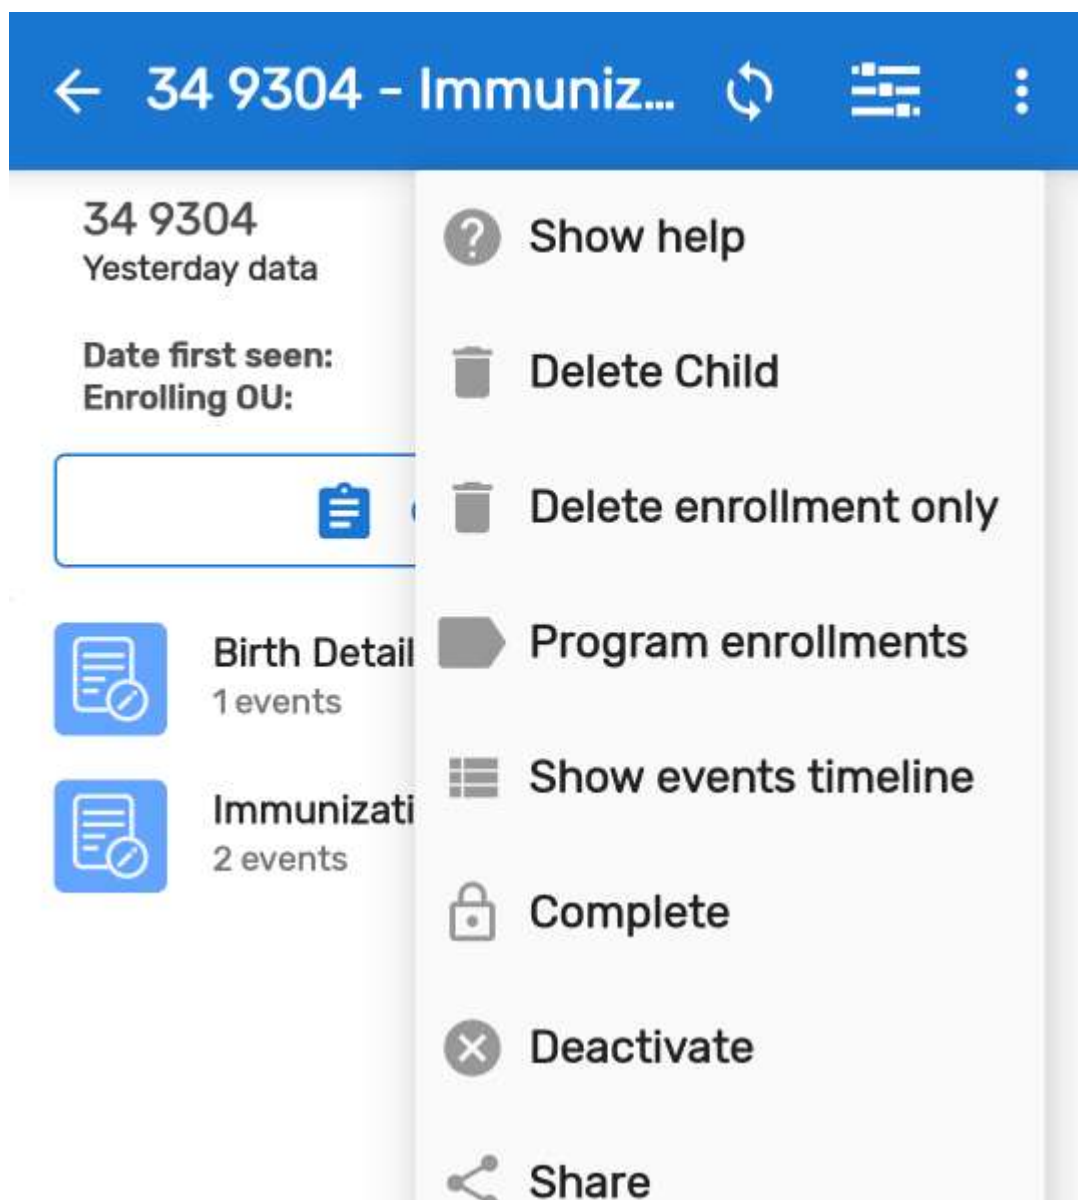 34 9304 - Immuniz...
34 9304
Yesterday data
Date first seen:
Enrolling OU:
Birth Detail
1 events
Immunizati
2 events
Show help
Delete Child
Delete enrollment only
Program enrollments
Show events timeline
Complete
Deactivate
Share